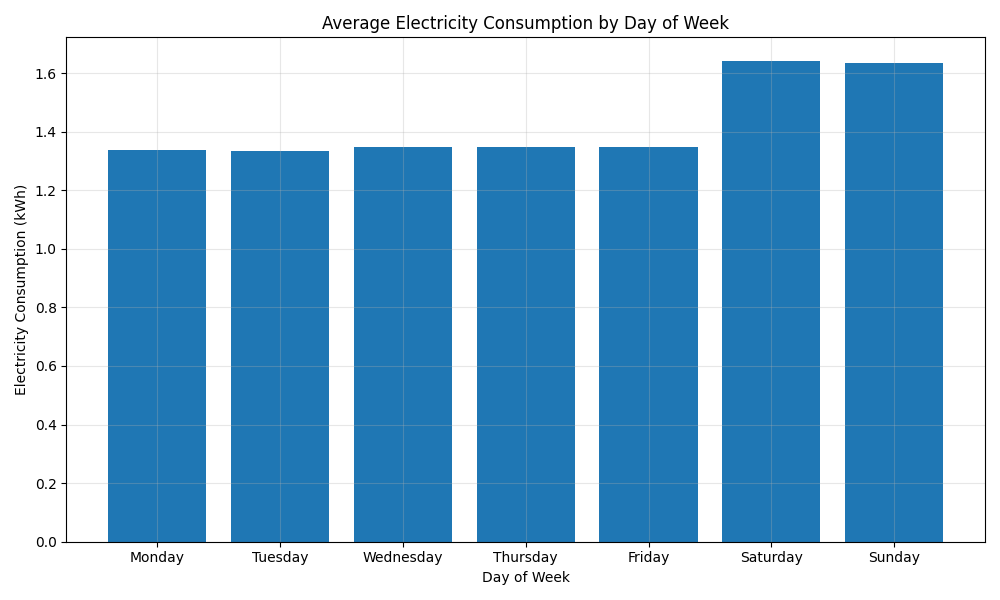 Average Electricity Consumption by Day of Week
Electricity Consumption (kWh)
1.6
1.4
1.2
1.0
0.8
0.6
0.4
0.2
0.0
Monday Tuesday Wednesday Thursday Friday Saturday Sunday
Day of Week